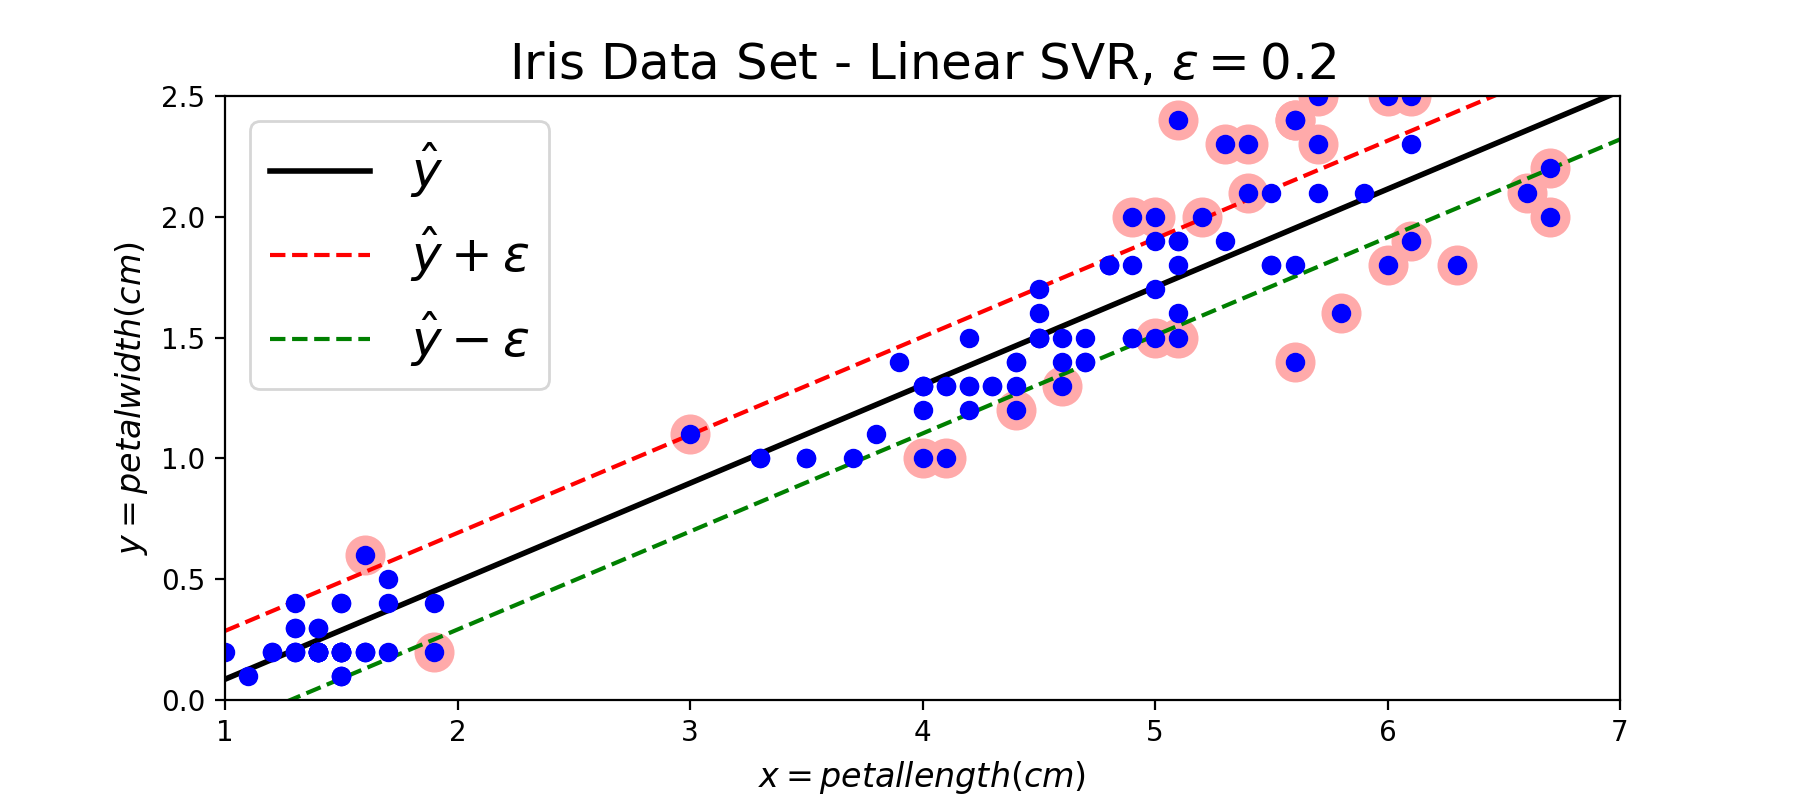 Iris Data Set - Linear SVR, ε = 0.2
2.5
2.0
1.5
1.0
0.5
0.0
ŷ
ŷ + ε
ŷ − ε
y = petalwidth(cm)
1 2 3 4 5 6 7
x = petallength(cm)